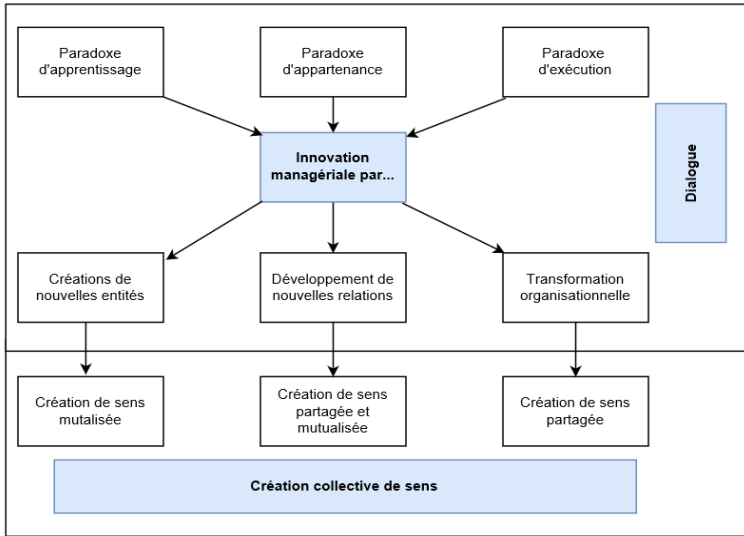 Paradoxe
d'apprentissage
Paradoxe
d'appartenance
Paradoxe
d'exécution
Innovation
managériale par...
Dialogue
Créations de
nouvelles entités
Développement de
nouvelles relations
Transformation
organisationnelle
Création de sens
mutalisée
Création de sens
partagée et
mutualisée
Création de sens
partagée
Création collective de sens